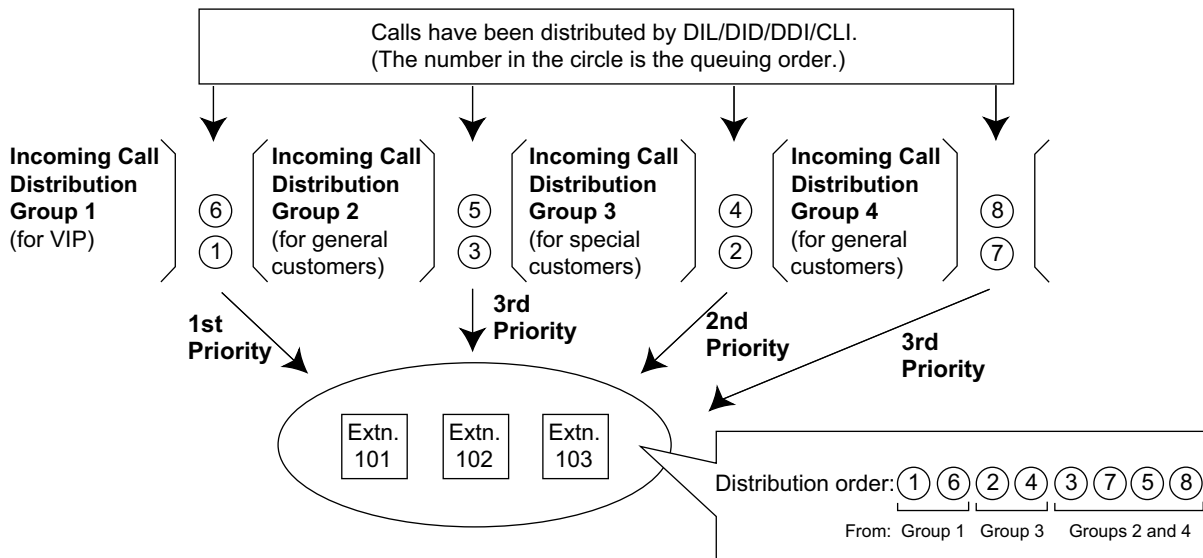 Calls have been distributed by DIL/DID/DDI/CLI.
(The number in the circle is the queuing order.)
Incoming Call
Distribution
Group 1
(for VIP)
6
1
Incoming Call
Distribution
Group 2
(for general
customers)
5
3
Incoming Call
Distribution
Group 3
(for special
customers)
4
2
Incoming Call
Distribution
Group 4
(for general
customers)
8
7
1st
Priority
3rd
Priority
2nd
Priority
3rd
Priority
Extn.
101
Extn.
102
Extn.
103
Distribution order: 1 6 2 4 3 7 5 8
From: Group 1 Group 3 Groups 2 and 4